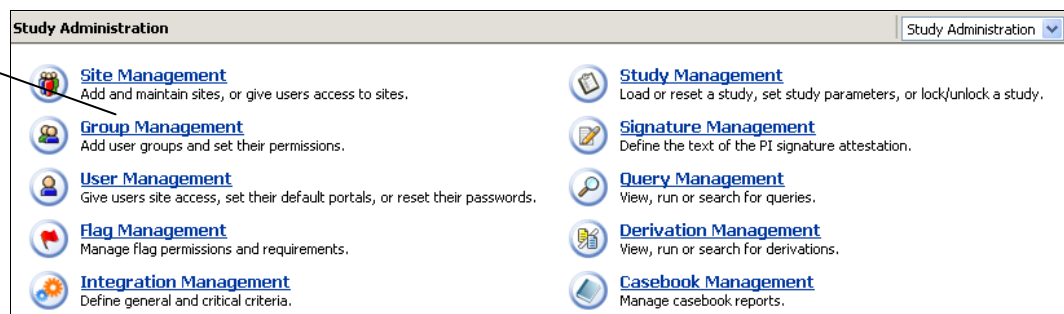 Study Administration
Study Administration
Site Management
Add and maintain sites, or give users access to sites.
Group Management
Add user groups and set their permissions.
User Management
Give users site access, set their default portals, or reset their passwords.
Flag Management
Manage flag permissions and requirements.
Integration Management
Define general and critical criteria.
Study Management
Load or reset a study, set study parameters, or lock/unlock a study.
Signature Management
Define the text of the PI signature attestation.
Query Management
View, run or search for queries.
Derivation Management
View, run or search for derivations.
Casebook Management
Manage casebook reports.